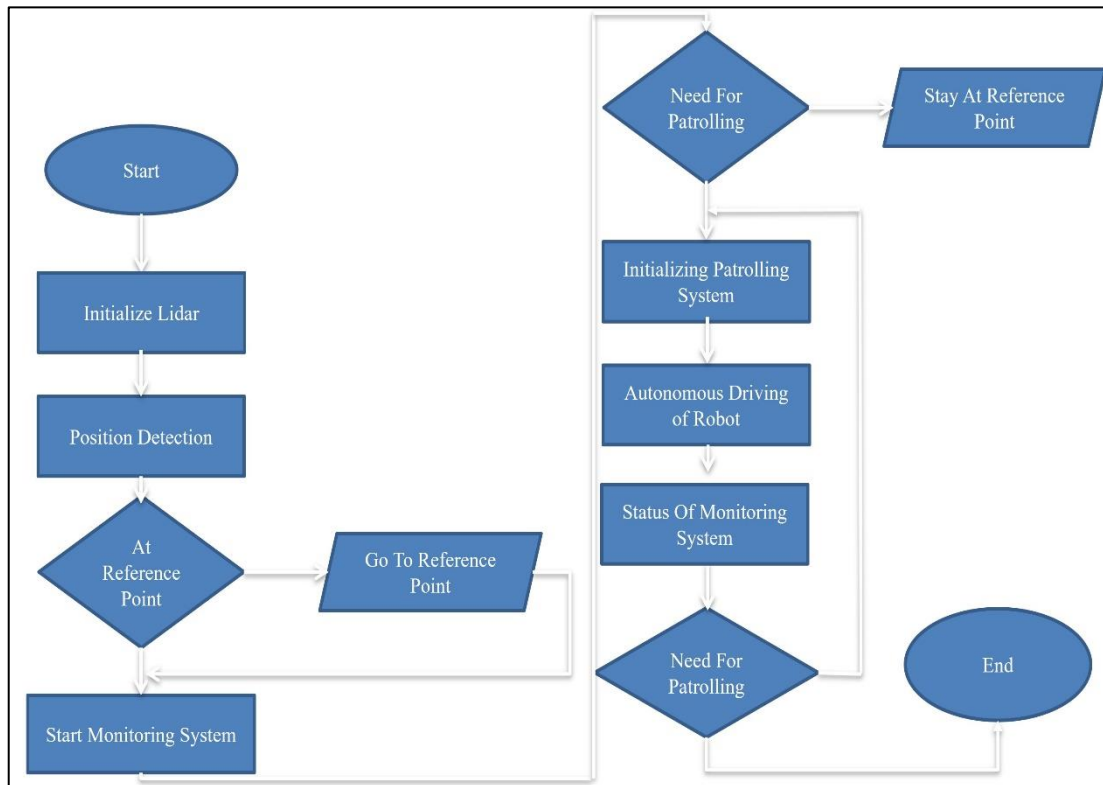 Start
Initialize Lidar
Position Detection
At
Reference
Point
Go To Reference
Point
Start Monitoring System
Need For
Patrolling
Stay At Reference
Point
Initializing Patrolling
System
Autonomous Driving
of Robot
Status Of Monitoring
System
Need For
Patrolling
End